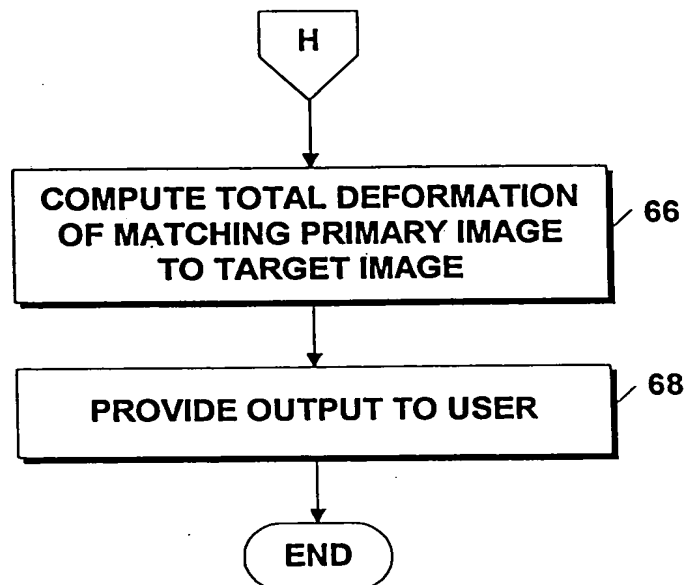 H
COMPUTE TOTAL DEFORMATION
OF MATCHING PRIMARY IMAGE
TO TARGET IMAGE
66
PROVIDE OUTPUT TO USER
68
END